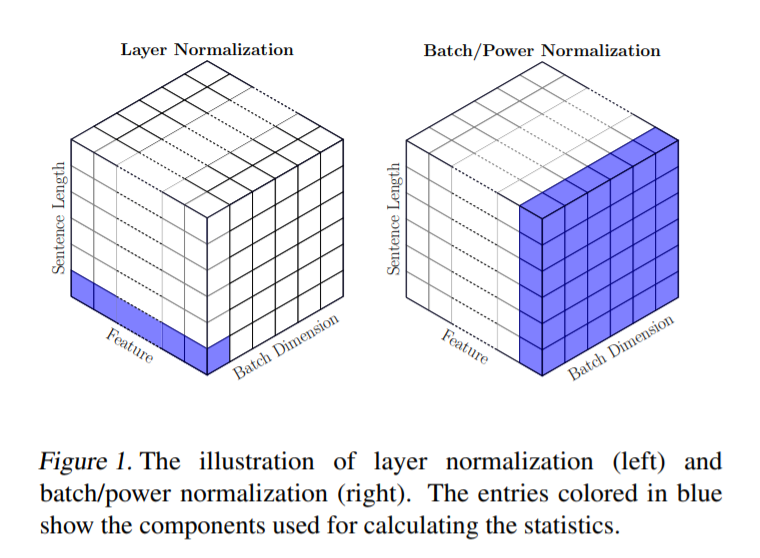 Layer Normalization
Sentence Length
Feature
Batch Dimension
Batch/Power Normalization
Sentence Length
Feature
Batch Dimension
Figure 1. The illustration of layer normalization (left) and
batch/power normalization (right). The entries colored in blue
show the components used for calculating the statistics.